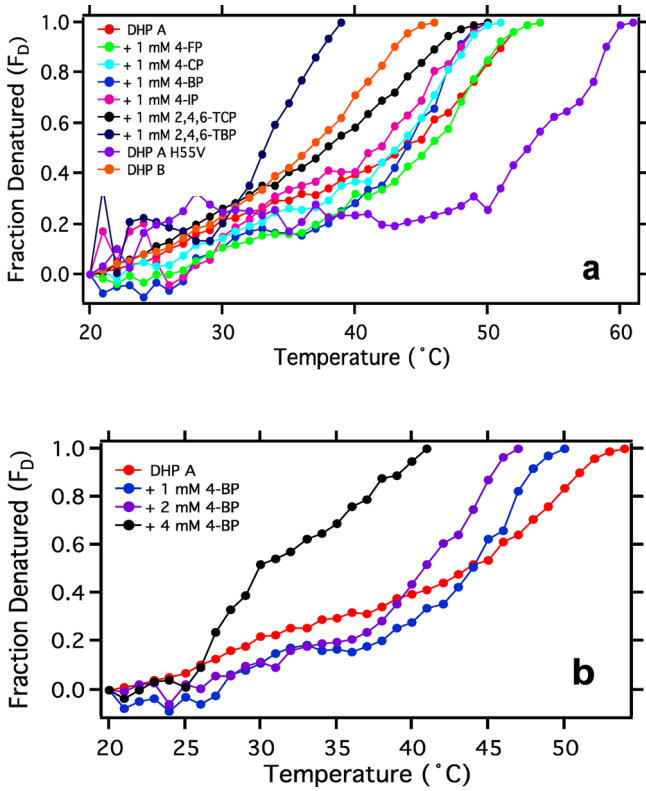 1.0
0.8
0.6
0.4
0.2
0.0
Fraction Denatured (F_D)
DHP A
+ 1 mM 4-FP
+ 1 mM 4-CP
+ 1 mM 4-BP
+ 1 mM 4-IP
+ 1 mM 2,4,6-TCP
+ 1 mM 2,4,6-TBP
DHP A H55V
DHP B
a
20 30 40 50 60
Temperature (˚C)
1.0
0.8
0.6
0.4
0.2
0.0
Fraction Denatured (F_D)
DHP A
+ 1 mM 4-BP
+ 2 mM 4-BP
+ 4 mM 4-BP
b
20 25 30 35 40 45 50
Temperature (˚C)